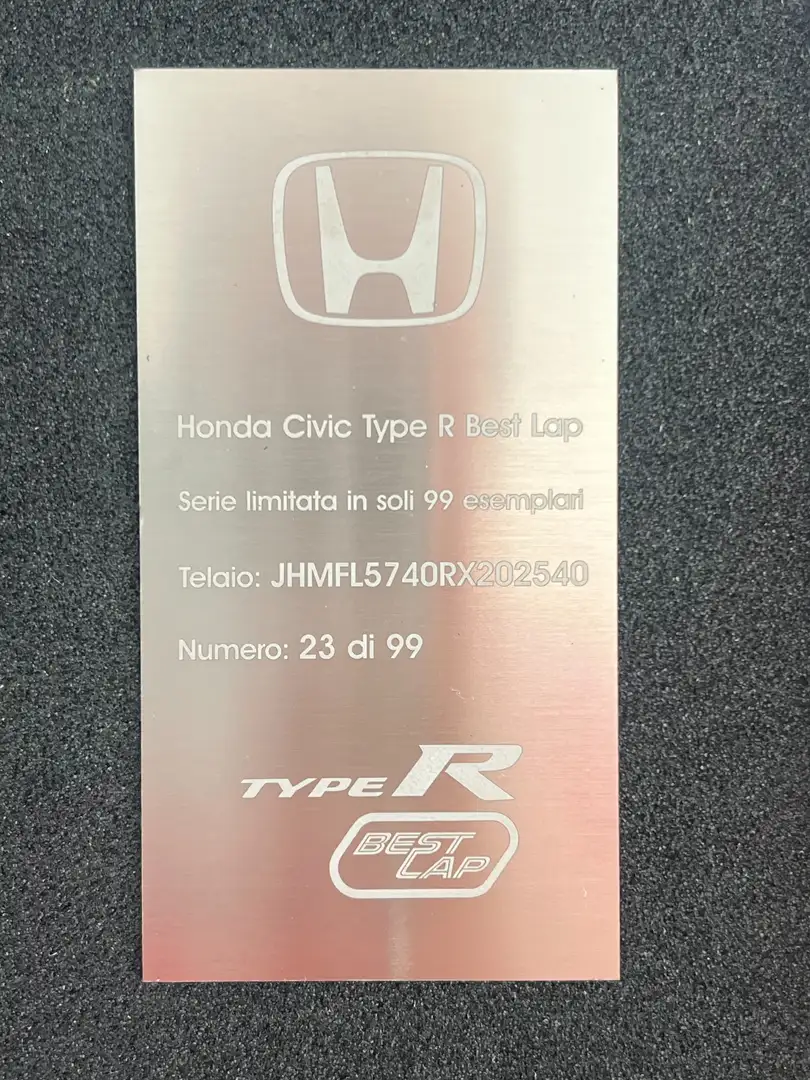 Honda Civic Type R Best Lap
Serie limitata in soli 99 esemplari
Telaio: JHMFL5740RX202540
Numero: 23 di 99
TYPE R
BEST
LAP